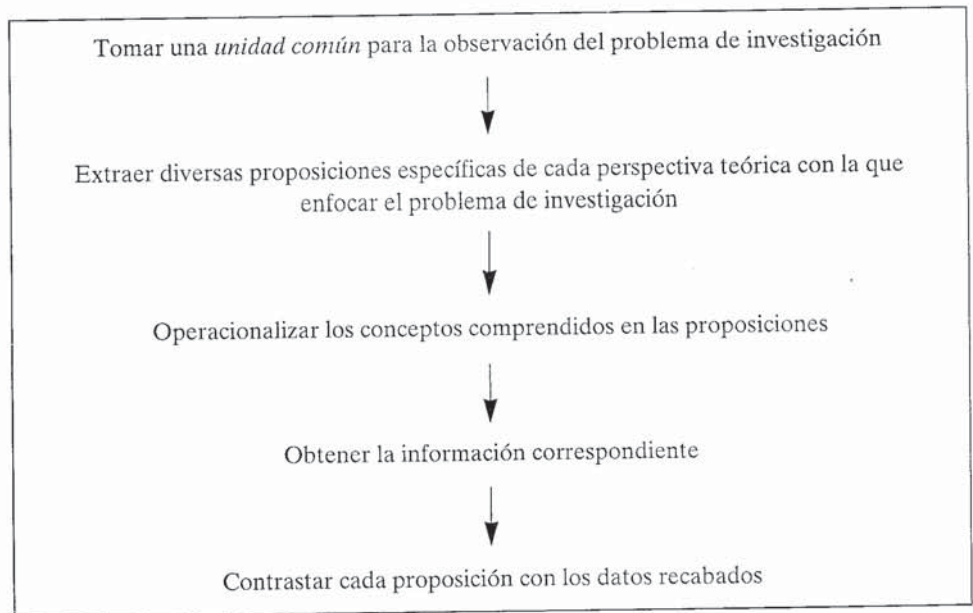 Tomar una unidad común para la observación del problema de investigación
Extraer diversas proposiciones específicas de cada perspectiva teórica con la que
enfocar el problema de investigación
Operacionalizar los conceptos comprendidos en las proposiciones
Obtener la información correspondiente
Contrastar cada proposición con los datos recabados